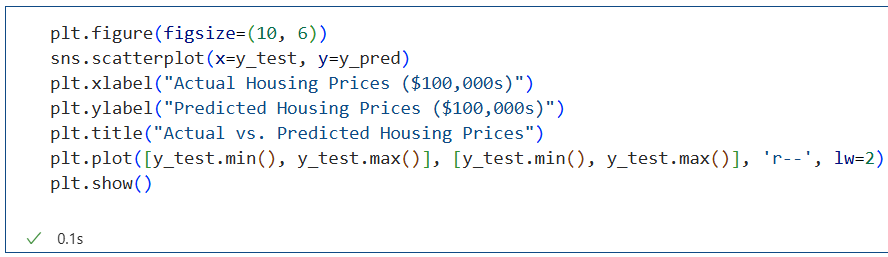 plt.figure(figsize=(10, 6))
sns.scatterplot(x=y_test, y=y_pred)
plt.xlabel("Actual Housing Prices ($100,000s)")
plt.ylabel("Predicted Housing Prices ($100,000s)")
plt.title("Actual vs. Predicted Housing Prices")
plt.plot([y_test.min(), y_test.max()], [y_test.min(), y_test.max()], 'r--', lw=2)
plt.show()
✓ 0.1s